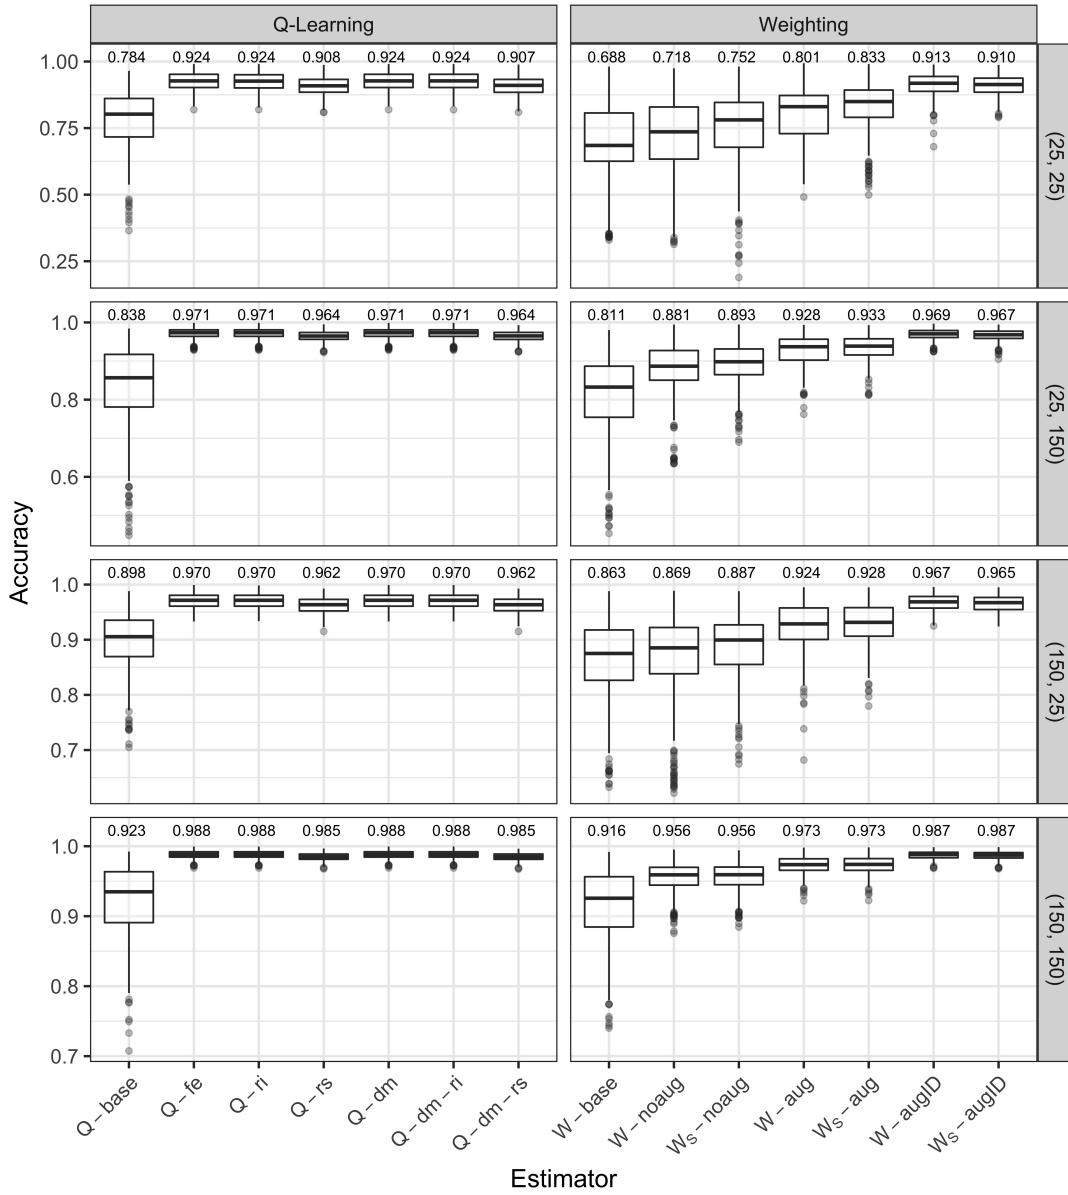 Q-Learning
Weighting
0.784 0.924 0.924 0.908 0.924 0.924 0.907
0.688 0.718 0.752 0.801 0.833 0.913 0.910
1.00
0.75
0.50
0.25
(25, 25)
0.838 0.971 0.971 0.964 0.971 0.971 0.964
0.811 0.881 0.893 0.928 0.933 0.969 0.967
1.0
0.8
0.6
(25, 150)
0.898 0.970 0.970 0.962 0.970 0.970 0.962
0.863 0.869 0.887 0.924 0.928 0.967 0.965
1.0
0.9
0.8
0.7
(150, 25)
0.923 0.988 0.988 0.985 0.988 0.988 0.985
0.916 0.956 0.956 0.973 0.973 0.987 0.987
1.0
0.9
0.8
0.7
(150, 150)
Accuracy
Q − base
Q − fe
Q − ri
Q − rs
Q − dm
Q − dm − ri
Q − dm − rs
W − base
W − noaug
W_S − noaug
W − aug
W_S − aug
W − augID
W_S − augID
Estimator